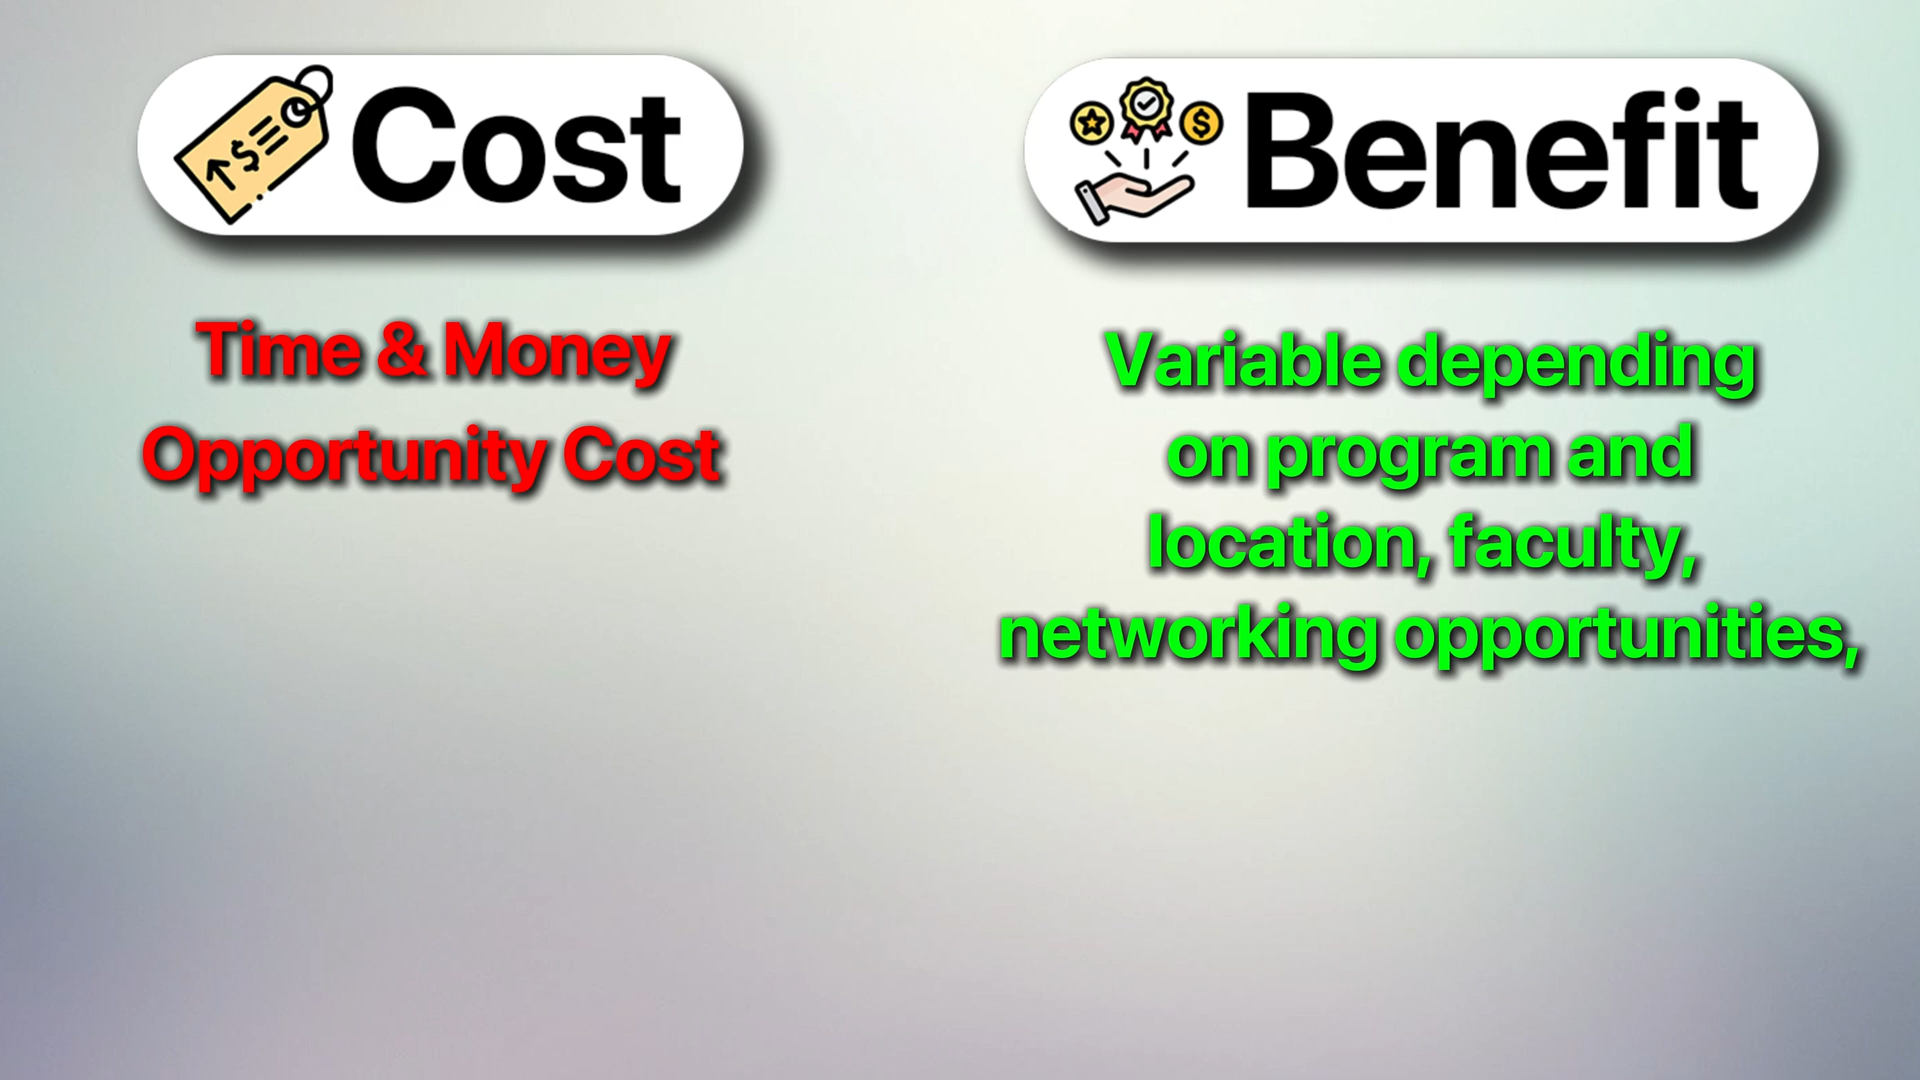 Cost
Time & Money
Opportunity Cost
Benefit
Variable depending
on program and
location, faculty,
networking opportunities,